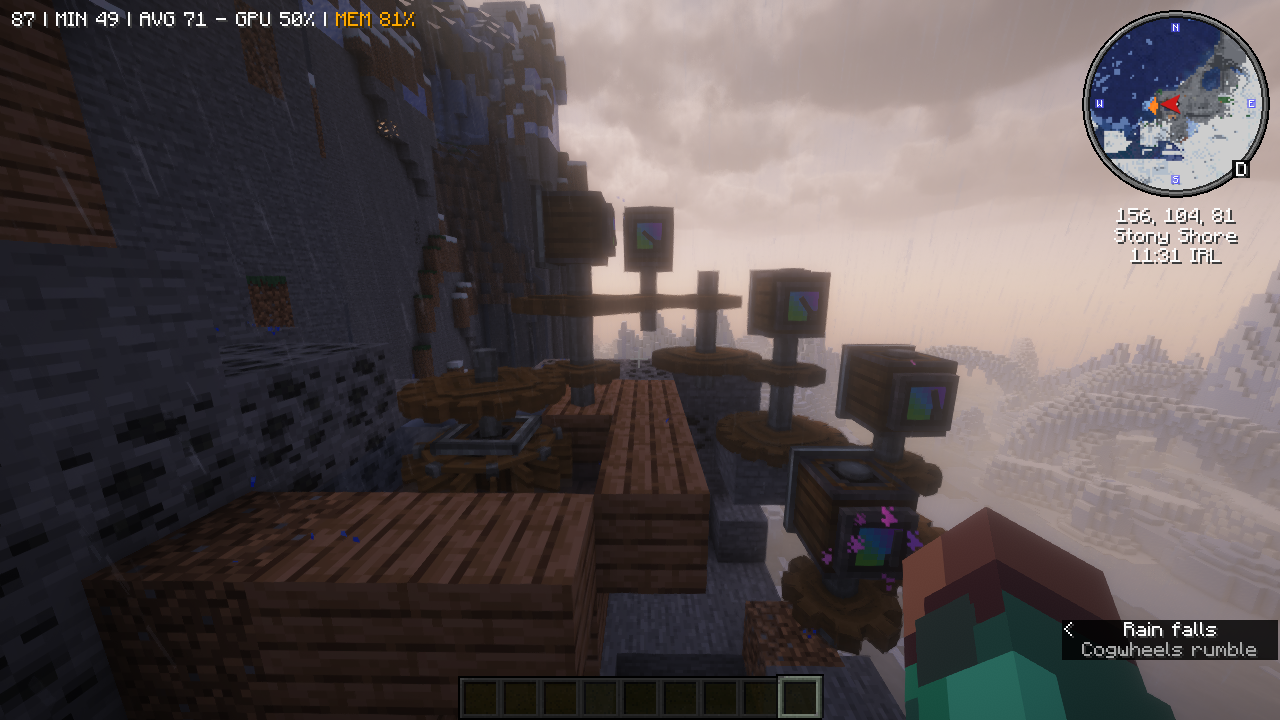 87 | MIN 49 | AVG 71 - GPU 50% | MEM 81%
N
W
E
S
D
156, 104, 81
Stony Shore
11:31 IRL
< Rain falls
Cogwheels rumble